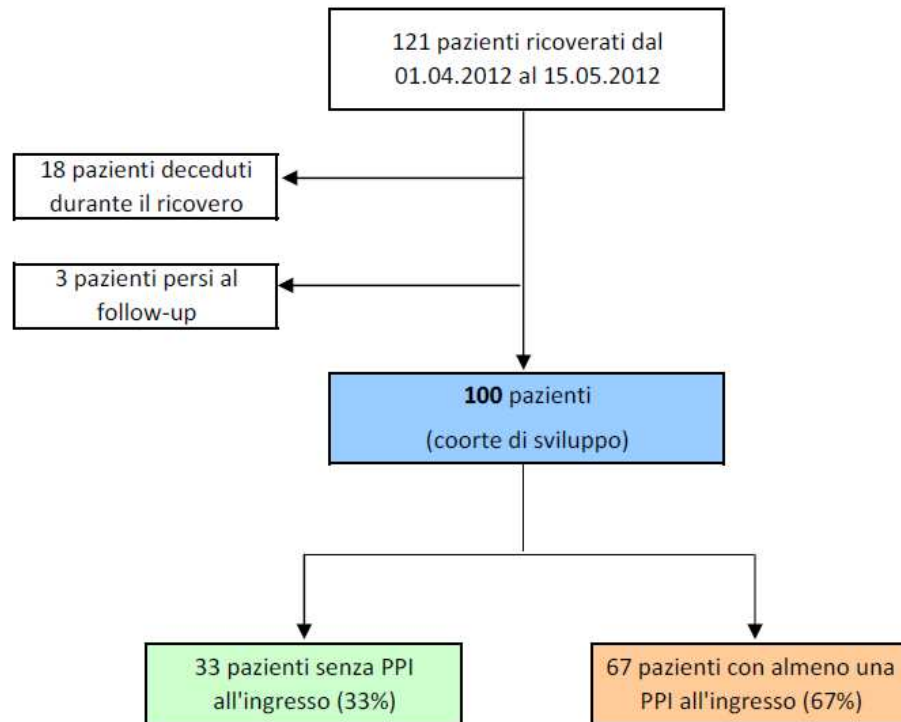 121 pazienti ricoverati dal
01.04.2012 al 15.05.2012
18 pazienti deceduti
durante il ricovero
3 pazienti persi al
follow-up
100 pazienti
(coorte di sviluppo)
33 pazienti senza PPI
all'ingresso (33%)
67 pazienti con almeno una
PPI all'ingresso (67%)